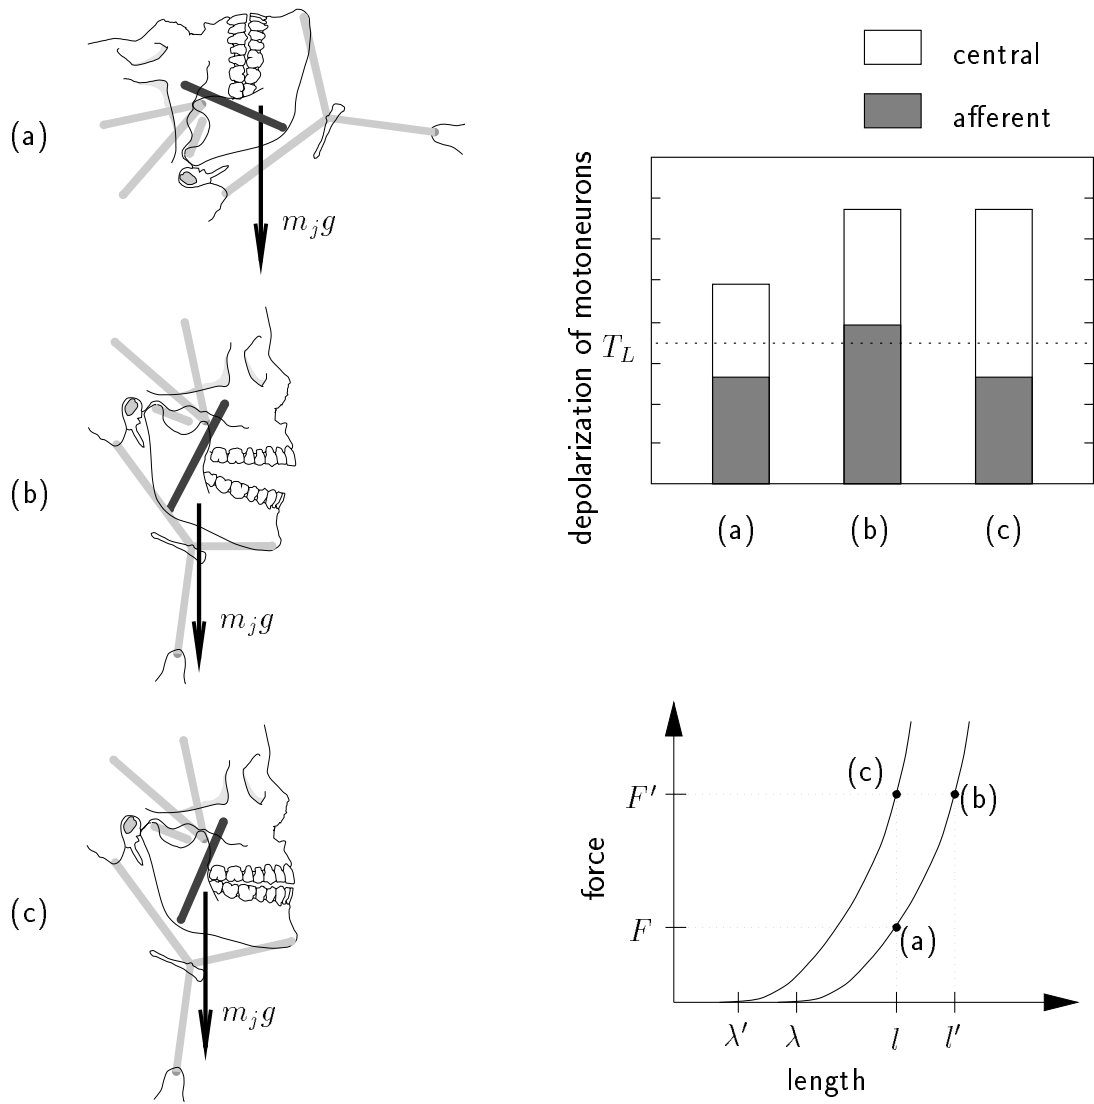 (a)
m_j g
(b)
m_j g
(c)
m_j g
central
afferent
depolarization of motoneurons
T_L
(a) (b) (c)
force
F′
F
(c)
(b)
(a)
λ′ λ l l′
length